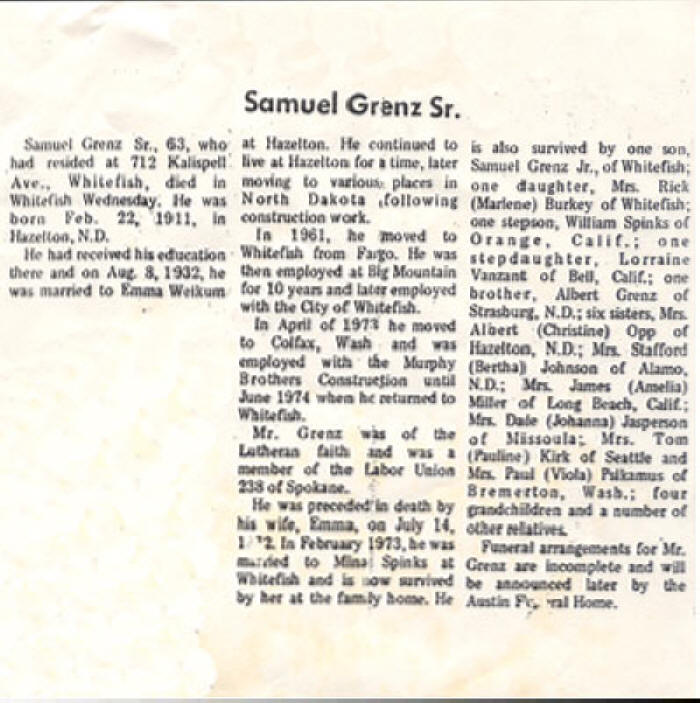 Samuel Grenz Sr.
Samuel Grenz Sr., 63, who
had resided at 712 Kalispell
Ave., Whitefish, died in
Whitefish Wednesday. He was
born Feb. 22, 1911, in
Hazelton, N.D.
He had received his education
there and on Aug. 8, 1932, he
was married to Emma Weikum
at Hazelton. He continued to
live at Hazelton for a time, later
moving to various places in
North Dakota following
construction work.
In 1961, he moved to
Whitefish from Fargo. He was
then employed at Big Mountain
for 10 years and later employed
with the City of Whitefish.
In April of 1973 he moved
to Colfax, Wash and was
employed with the Murphy
Brothers Construction until
June 1974 when he returned to
Whitefish.
Mr. Grenz was of the
Lutheran faith and was a
member of the Labor Union
238 of Spokane.
He was preceded in death by
his wife, Emma, on July 14,
In February 1973, he was
married to Mina Spinks at
Whitefish and is now survived
by her at the family home. He
is also survived by one son,
Samuel Grenz Jr., of Whitefish;
one daughter, Mrs. Rick
(Marlene) Burkey of Whitefish;
one stepson, William Spinks of
Orange, Calif.; one
stepdaughter, Lorraine
Vanzant of Bell, Calif.; one
brother, Albert Grenz of
Strasburg, N.D.; six sisters, Mrs.
Albert (Christine) Opp of
Hazelton, N.D.; Mrs. Stafford
(Bertha) Johnson of Alamo,
N.D.; Mrs. James (Amelia)
Miller of Long Beach, Calif.;
Mrs. Dale (Johanna) Jasperson
of Missoula; Mrs. Tom
(Pauline) Kirk of Seattle and
Mrs. Paul (Viola) Psikamus of
Bremerton, Wash.; four
grandchildren and a number of
other relatives.
Funeral arrangements for Mr.
Grenz are incomplete and will
be announced later by the
Austin Funeral Home.